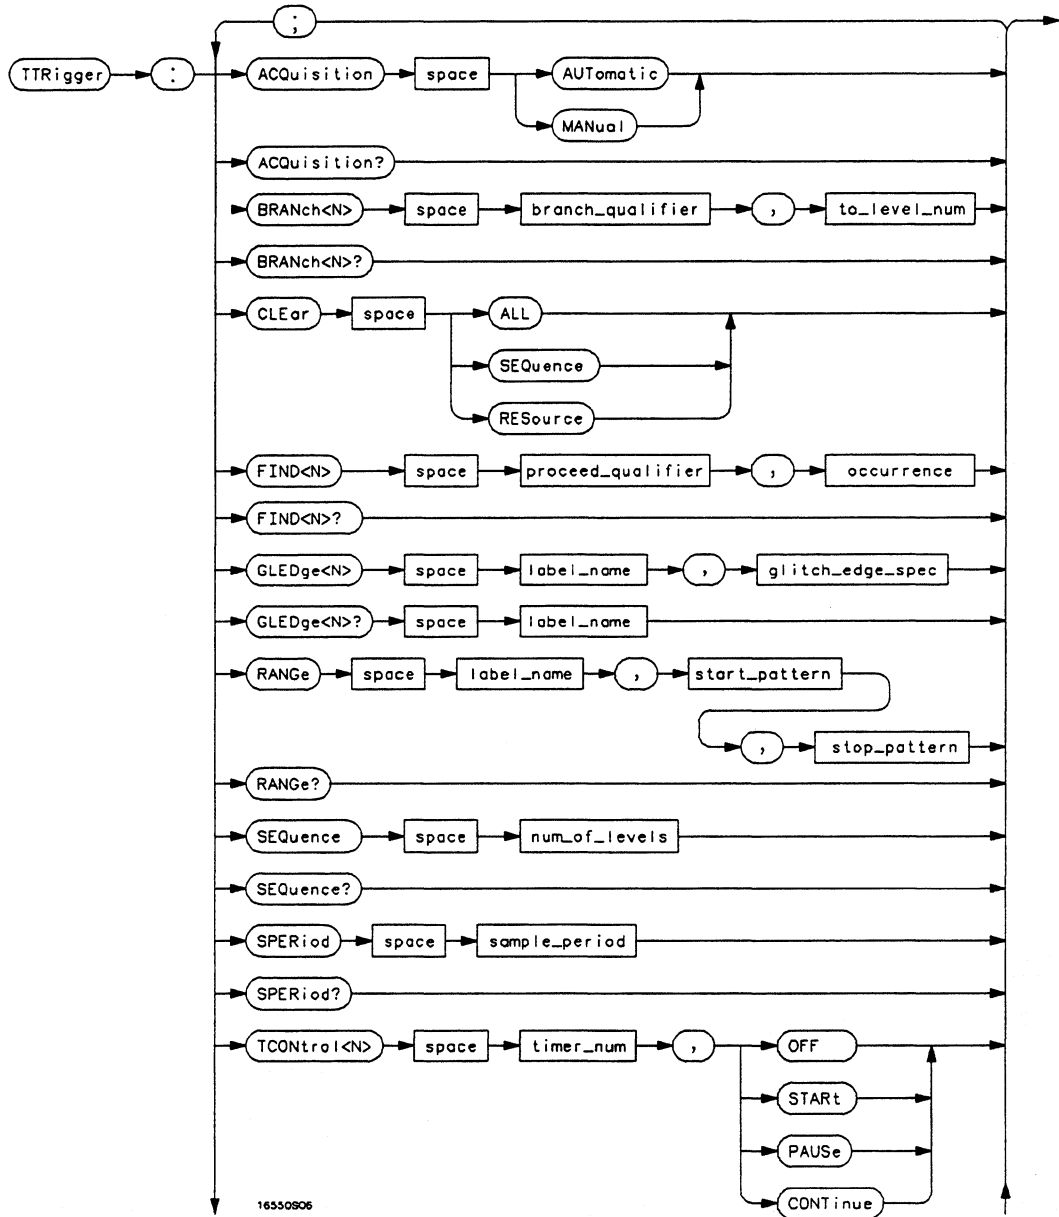 ;
TTRigger : ACQuisition space AUTomatic
MANual
ACQuisition?
BRANch<N> space branch_qualifier , to_level_num
BRANch<N>?
CLEar space ALL
SEQuence
RESource
FIND<N> space proceed_qualifier , occurrence
FIND<N>?
GLEDge<N> space label_name , glitch_edge_spec
GLEDge<N>? space label_name
RANGe space label_name , start_pattern
, stop_pattern
RANGe?
SEQuence space num_of_levels
SEQuence?
SPERiod space sample_period
SPERiod?
TCONtrol<N> space timer_num , OFF
STARt
PAUSe
CONTinue
16550S06